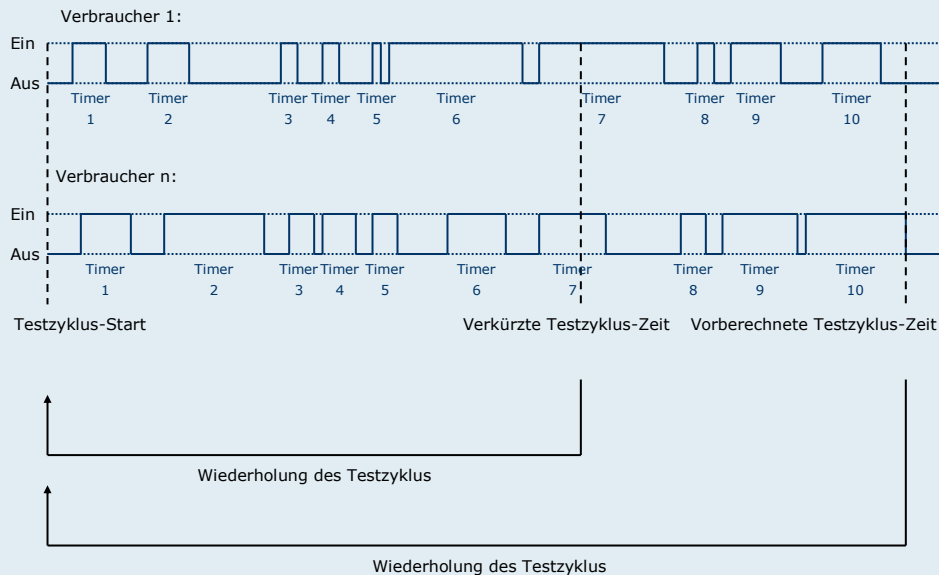 Verbraucher 1:
Ein
Aus
Timer 1
Timer 2
Timer 3
Timer 4
Timer 5
Timer 6
Timer 7
Timer 8
Timer 9
Timer 10
Verbraucher n:
Ein
Aus
Timer 1
Timer 2
Timer 3
Timer 4
Timer 5
Timer 6
Timer 7
Timer 8
Timer 9
Timer 10
Testzyklus-Start
Verkürzte Testzyklus-Zeit
Vorberechnete Testzyklus-Zeit
Wiederholung des Testzyklus
Wiederholung des Testzyklus